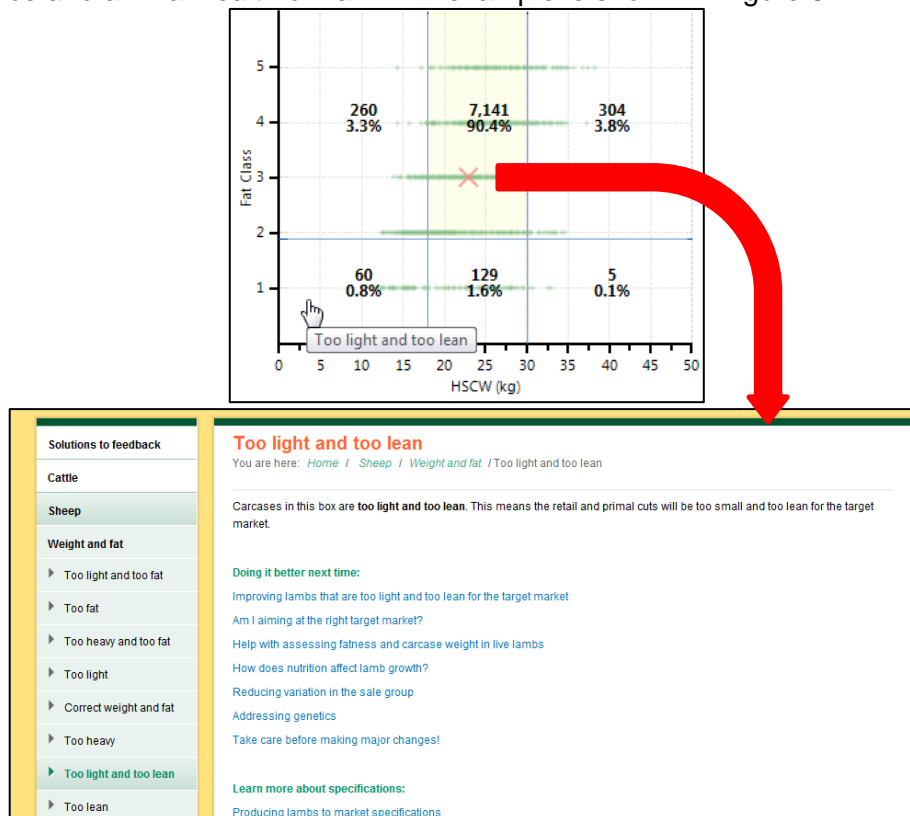 5
260
3.3%
7,141
90.4%
304
3.8%
4
Fat Class
3
2
60
0.8%
129
1.6%
5
0.1%
1
Too light and too lean
0 5 10 15 20 25 30 35 40 45 50
HSCW (kg)
Solutions to feedback
Cattle
Sheep
Weight and fat
Too light and too fat
Too fat
Too heavy and too fat
Too light
Correct weight and fat
Too heavy
Too light and too lean
Too lean
Too light and too lean
You are here: Home / Sheep / Weight and fat / Too light and too lean
Carcases in this box are too light and too lean. This means the retail and primal cuts will be too small and too lean for the target
market.
Doing it better next time:
Improving lambs that are too light and too lean for the target market
Am I aiming at the right target market?
Help with assessing fatness and carcase weight in live lambs
How does nutrition affect lamb growth?
Reducing variation in the sale group
Addressing genetics
Take care before making major changes!
Learn more about specifications:
Producing lambs to market specifications